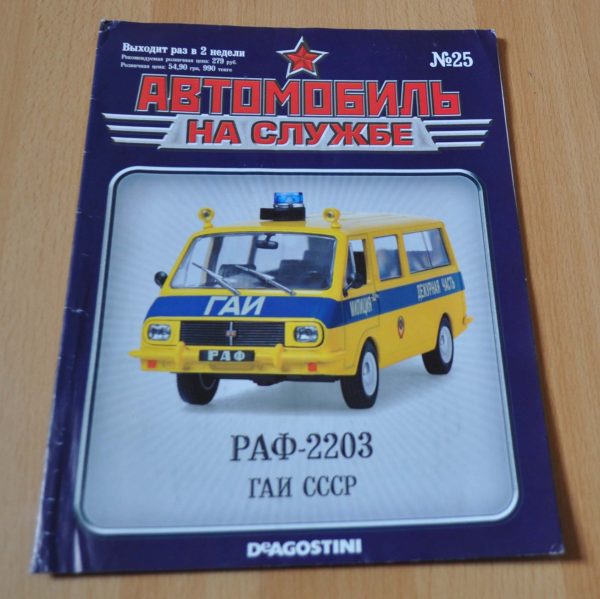 Выходит раз в 2 недели
Рекомендуемая розничная цена: 279 руб.
Розничная цена: 54,90 грн, 990 тенге
№25
АВТОМОБИЛЬ
НА СЛУЖБЕ
ГАИ
МИЛИЦИЯ
ДЕЖУРНАЯ ЧАСТЬ
РАФ
РАФ-2203
ГАИ СССР
DeAGOSTINI